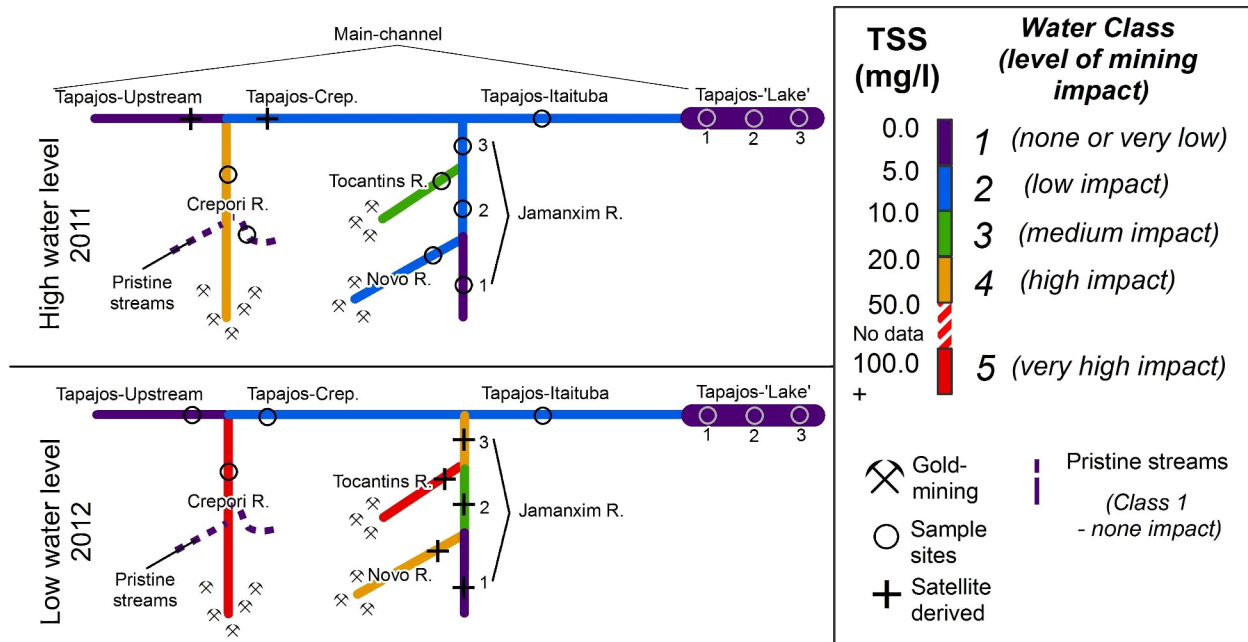 Main-channel
Tapajos-Upstream
Tapajos-Crep.
Tapajos-Itaituba
Tapajos-'Lake'
1 2 3
High water level
2011
3
Tocantins R.
Crepori R.
2
Jamanxim R.
Pristine
streams
Novo R.
1
Tapajos-Upstream
Tapajos-Crep.
Tapajos-Itaituba
Tapajos-'Lake'
1 2 3
Low water level
2012
3
Tocantins R.
Crepori R.
2
Jamanxim R.
Pristine
streams
Novo R.
1
TSS
(mg/l)
Water Class
(level of mining
impact)
0.0
1 (none or very low)
5.0
2 (low impact)
10.0
3 (medium impact)
20.0
4 (high impact)
50.0
No data
100.0
+
5 (very high impact)
Gold-
mining
Sample
sites
Satellite
derived
Pristine streams
(Class 1
- none impact)